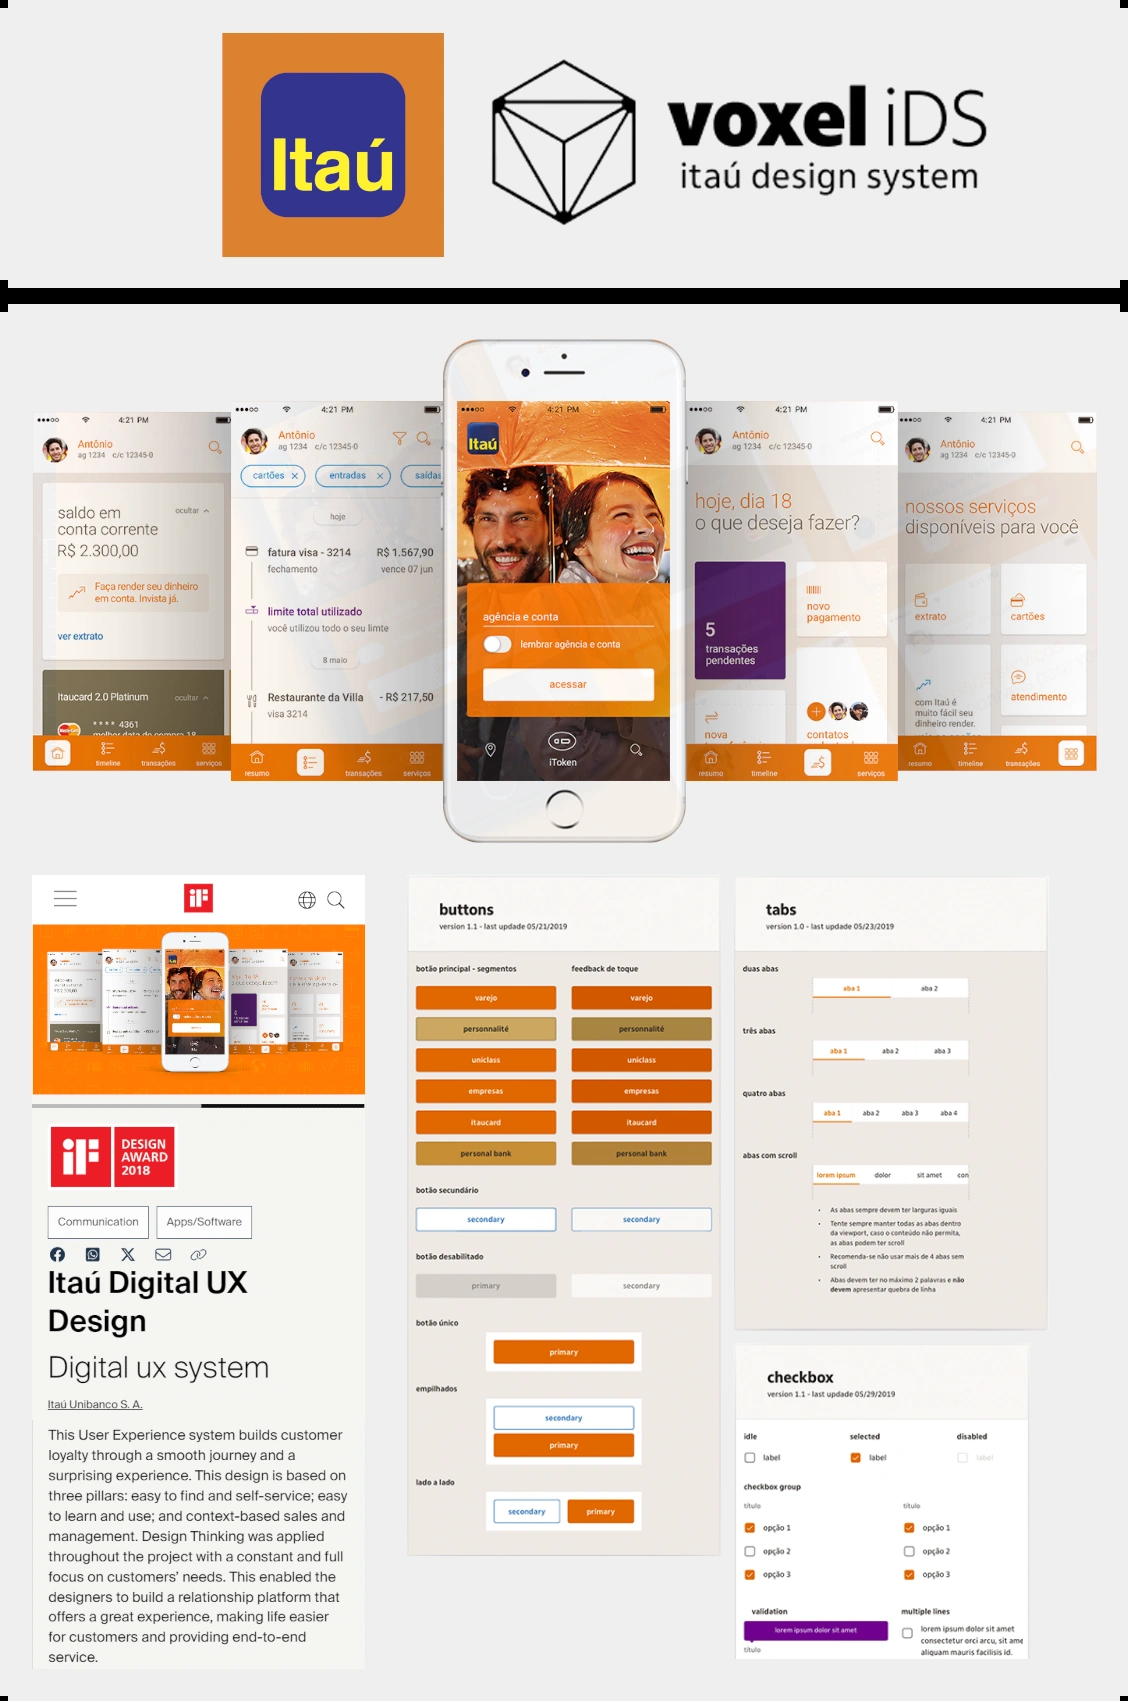 Itaú
voxel iDS
itaú design system
4:21 PM
Antônio
ag 1234 c/c 12345-0
saldo em
ocultar
conta corrente
R$ 2.300,00
Faça render seu dinheiro
em conta. Invista já.
ver extrato
Itaucard 2.0 Platinum
ocultar
**** 4361
melhor data de compra 18
timeline
transações
serviços
4:21 PM
Antônio
ag 1234 c/c 12345-0
cartões ×
entradas ×
saídas
hoje
fatura visa - 3214
R$ 1.567,90
fechamento
vence 07 jun
limite total utilizado
você utilizou todo o seu limte
8 maio
Restaurante da Villa
- R$ 217,50
visa 3214
resumo
transações
serviços
4:21 PM
Itaú
agência e conta
lembrar agência e conta
acessar
iToken
4:21 PM
Antônio
ag 1234 c/c 12345-0
hoje, dia 18
o que deseja fazer?
5
transações
pendentes
novo
pagamento
nova
contatos
resumo
timeline
serviços
4:21 PM
Antônio
ag 1234 c/c 12345-0
nossos serviços
disponíveis para você
extrato
cartões
com Itaú é
muito fácil seu
dinheiro render.
atendimento
resumo
timeline
transações
iF
iF
DESIGN
AWARD
2018
Communication
Apps/Software
Itaú Digital UX
Design
Digital ux system
Itaú Unibanco S. A.
This User Experience system builds customer
loyalty through a smooth journey and a
surprising experience. This design is based on
three pillars: easy to find and self-service; easy
to learn and use; and context-based sales and
management. Design Thinking was applied
throughout the project with a constant and full
focus on customers' needs. This enabled the
designers to build a relationship platform that
offers a great experience, making life easier
for customers and providing end-to-end
service.
buttons
version 1.1 - last updade 05/21/2019
botão principal - segmentos
feedback de toque
varejo
varejo
personnalité
personnalité
uniclass
uniclass
empresas
empresas
itaucard
itaucard
personal bank
personal bank
botão secundário
secondary
secondary
botão desabilitado
primary
secondary
botão único
primary
empilhados
secondary
primary
lado a lado
secondary
primary
tabs
version 1.0 - last updade 05/23/2019
duas abas
aba 1
aba 2
três abas
aba 1
aba 2
aba 3
quatro abas
aba 1
aba 2
aba 3
aba 4
abas com scroll
lorem ipsum
dolor
sit amet
con
• As abas sempre devem ter larguras iguais
• Tente sempre manter todas as abas dentro
da viewport, caso o conteúdo não permita,
as abas podem ter scroll
• Recomenda-se não usar mais de 4 abas sem
scroll
• Abas devem ter no máximo 2 palavras e não
devem apresentar quebra de linha
checkbox
version 1.1 - last updade 05/29/2019
idle
selected
disabled
label
label
label
checkbox group
título
título
opção 1
opção 1
opção 2
opção 2
opção 3
opção 3
validation
multiple lines
lorem ipsum dolor sit amet
título
lorem ipsum dolor sit amet
consectetur orci arcu, sit ame
aliquam mauris facilisis id.